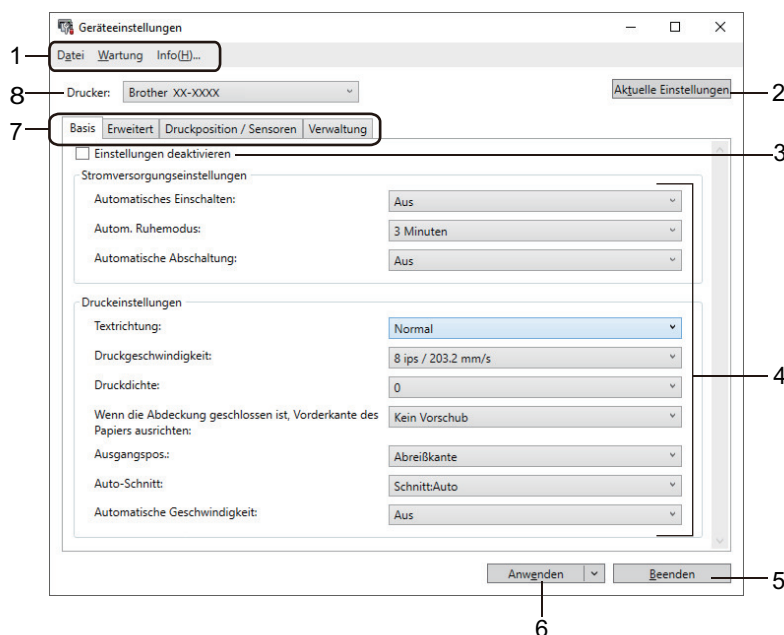 Geräteeinstellungen
1
Datei Wartung Info(H)...
8
Drucker: Brother XX-XXXX
Aktuelle Einstellungen
2
7
Basis Erweitert Druckposition / Sensoren Verwaltung
Einstellungen deaktivieren
3
Stromversorgungseinstellungen
Automatisches Einschalten: Aus
Autom. Ruhemodus: 3 Minuten
Automatische Abschaltung: Aus
Druckeinstellungen
Textrichtung: Normal
Druckgeschwindigkeit: 8 ips / 203.2 mm/s
4
Druckdichte: 0
Wenn die Abdeckung geschlossen ist, Vorderkante des
Papiers ausrichten:
Kein Vorschub
Ausgangspos.: Abreißkante
Auto-Schnitt: Schnitt:Auto
Automatische Geschwindigkeit: Aus
Anwenden
Beenden
5
6